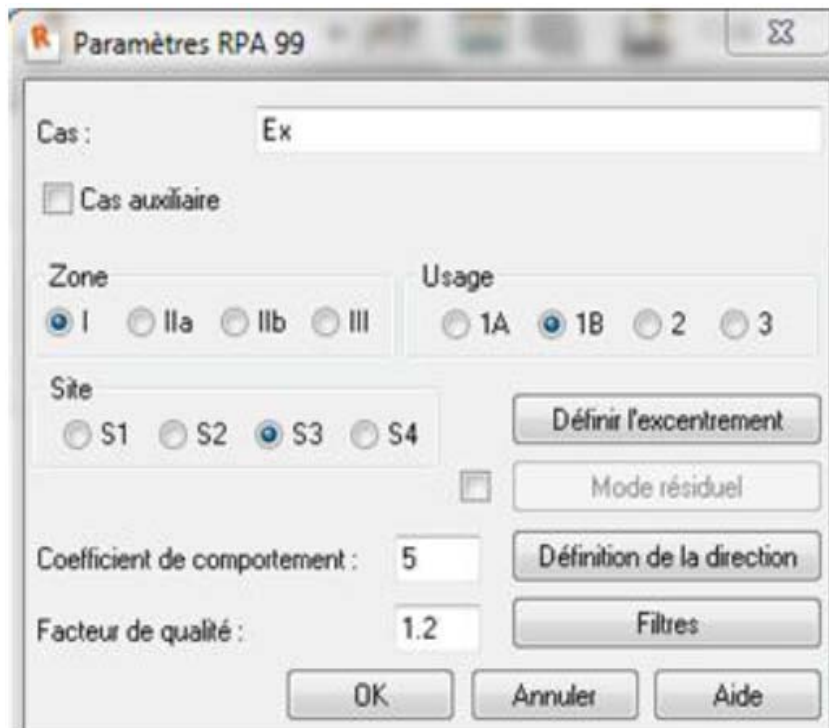 Paramètres RPA 99
Cas :
Ex
Cas auxiliaire
Zone
I
IIa
IIb
III
Usage
1A
1B
2
3
Site
S1
S2
S3
S4
Définir l'excentrement
Mode résiduel
Coefficient de comportement :
5
Définition de la direction
Facteur de qualité :
1.2
Filtres
OK
Annuler
Aide